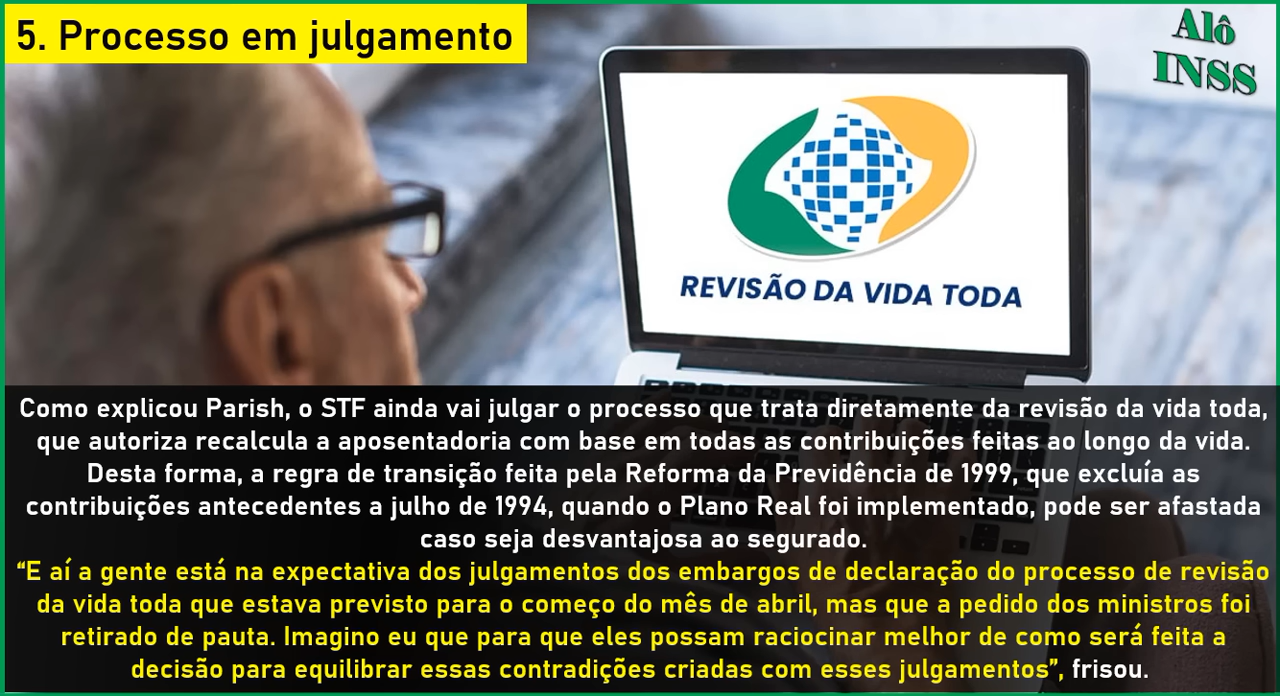 5. Processo em julgamento
Alô
INSS
REVISÃO DA VIDA TODA
Como explicou Parish, o STF ainda vai julgar o processo que trata diretamente da revisão da vida toda,
que autoriza recalcula a aposentadoria com base em todas as contribuições feitas ao longo da vida.
Desta forma, a regra de transição feita pela Reforma da Previdência de 1999, que excluía as
contribuições antecedentes a julho de 1994, quando o Plano Real foi implementado, pode ser afastada
caso seja desvantajosa ao segurado.
“E aí a gente está na expectativa dos julgamentos dos embargos de declaração do processo de revisão
da vida toda que estava previsto para o começo do mês de abril, mas que a pedido dos ministros foi
retirado de pauta. Imagino eu que para que eles possam raciocinar melhor de como será feita a
decisão para equilibrar essas contradições criadas com esses julgamentos”, frisou.